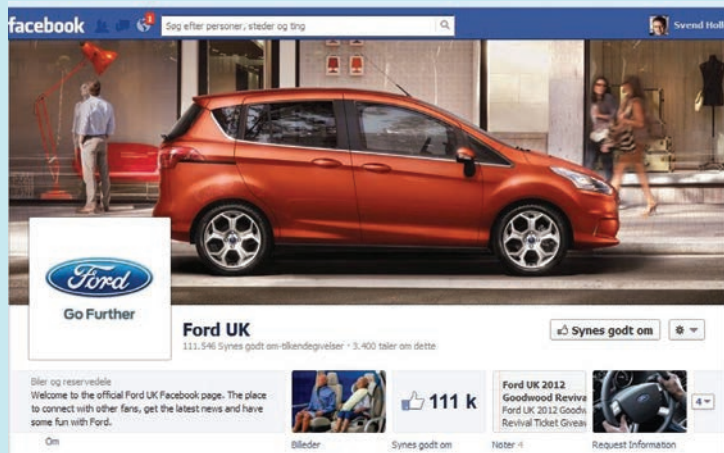 facebook
1
Søg efter personer, steder og ting
Svend Holl
Ford
Go Further
Ford UK
Synes godt om
111.546 Synes godt om-tilkendegivelser · 3.400 taler om dette
Biler og reservedele
Welcome to the official Ford UK Facebook page. The place
to connect with other fans, get the latest news and have
some fun with Ford.
Om
Billeder
111 k
Synes godt om
Ford UK 2012
Goodwood Reviva
Ford UK 2012 Goodw
Revival Ticket Giveaw
Noter 4
Request Information
4